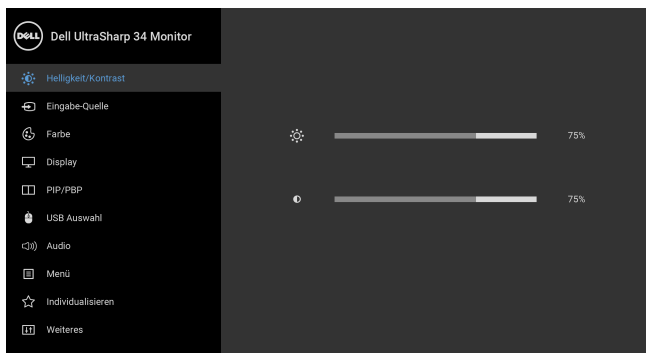 DELL Dell UltraSharp 34 Monitor
Helligkeit/Kontrast
Eingabe-Quelle
Farbe
75%
Display
PIP/PBP
75%
USB Auswahl
Audio
Menü
Individualisieren
Weiteres